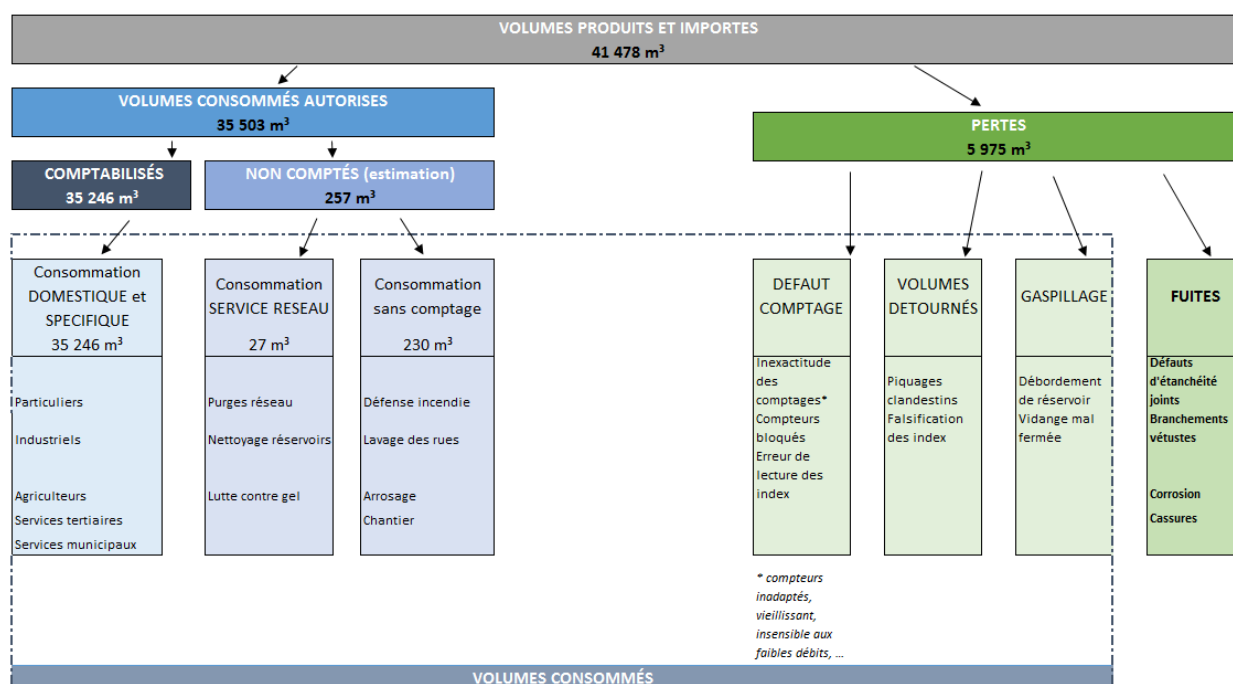 VOLUMES PRODUITS ET IMPORTES
41 478 m³
VOLUMES CONSOMMÉS AUTORISES
35 503 m³
PERTES
5 975 m³
COMPTABILISÉS
35 246 m³
NON COMPTÉS (estimation)
257 m³
Consommation
DOMESTIQUE et
SPECIFIQUE
35 246 m³
Particuliers
Industriels
Agriculteurs
Services tertiaires
Services municipaux
Consommation
SERVICE RESEAU
27 m³
Purges réseau
Nettoyage réservoirs
Lutte contre gel
Consommation
sans comptage
230 m³
Défense incendie
Lavage des rues
Arrosage
Chantier
DEFAUT
COMPTAGE
Inexactitude
des
comptages*
Compteurs
bloqués
Erreur de
lecture des
index
* compteurs
inadaptés,
vieillissant,
insensible aux
faibles débits, ...
VOLUMES
DETOURNÉS
Piquages
clandestins
Falsification
des index
GASPILLAGE
Débordement
de réservoir
Vidange mal
fermée
FUITES
Défauts
d'étanchéité
joints
Branchements
vétustes
Corrosion
Cassures
VOLUMES CONSOMMÉS